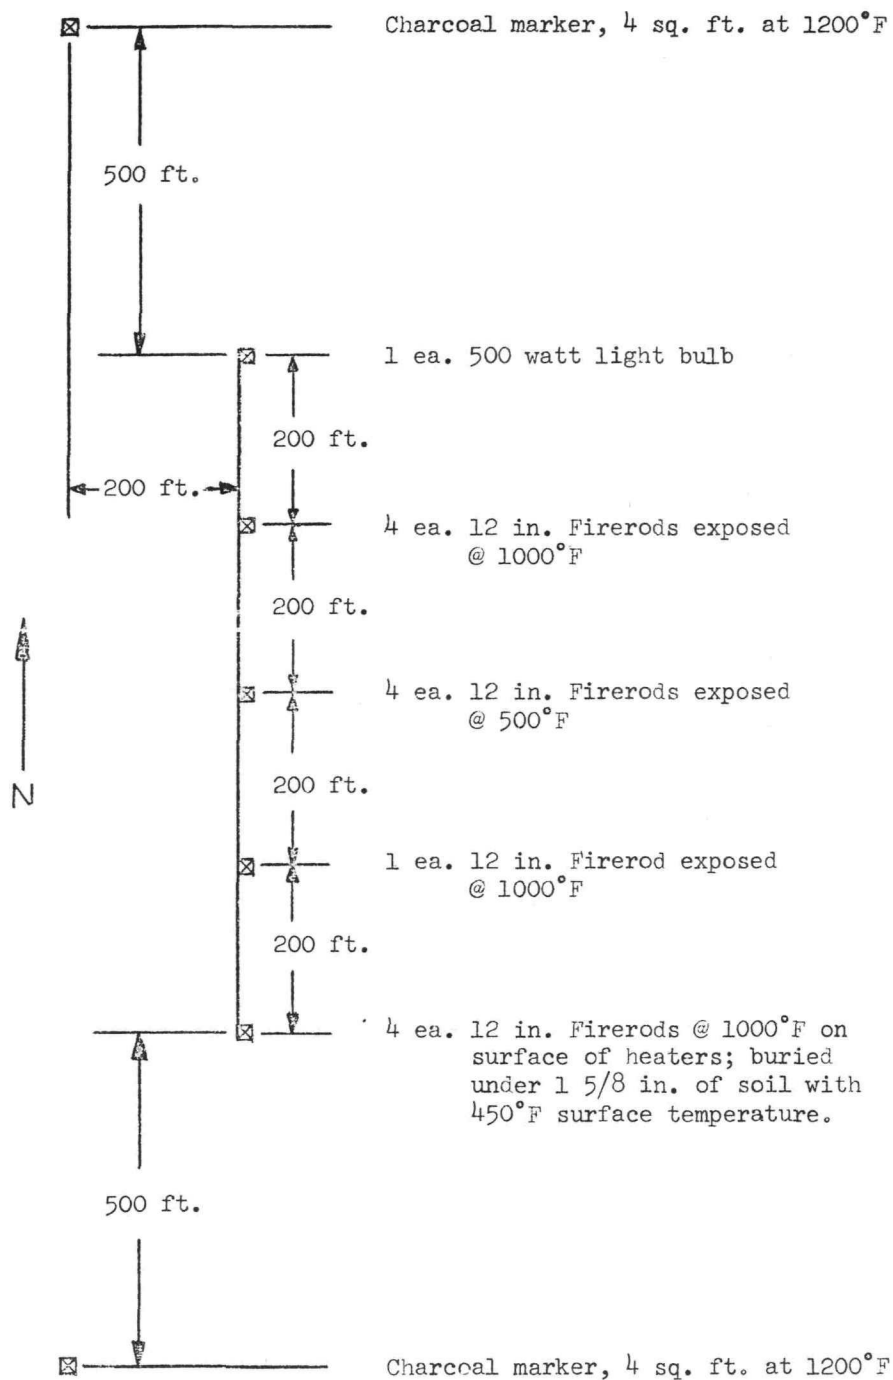 Charcoal marker, 4 sq. ft. at 1200°F
500 ft.
1 ea. 500 watt light bulb
200 ft.
200 ft.
4 ea. 12 in. Firerods exposed
@ 1000°F
200 ft.
4 ea. 12 in. Firerods exposed
@ 500°F
N
200 ft.
1 ea. 12 in. Firerod exposed
@ 1000°F
200 ft.
4 ea. 12 in. Firerods @ 1000°F on
surface of heaters; buried
under 1 5/8 in. of soil with
450°F surface temperature.
500 ft.
Charcoal marker, 4 sq. ft. at 1200°F